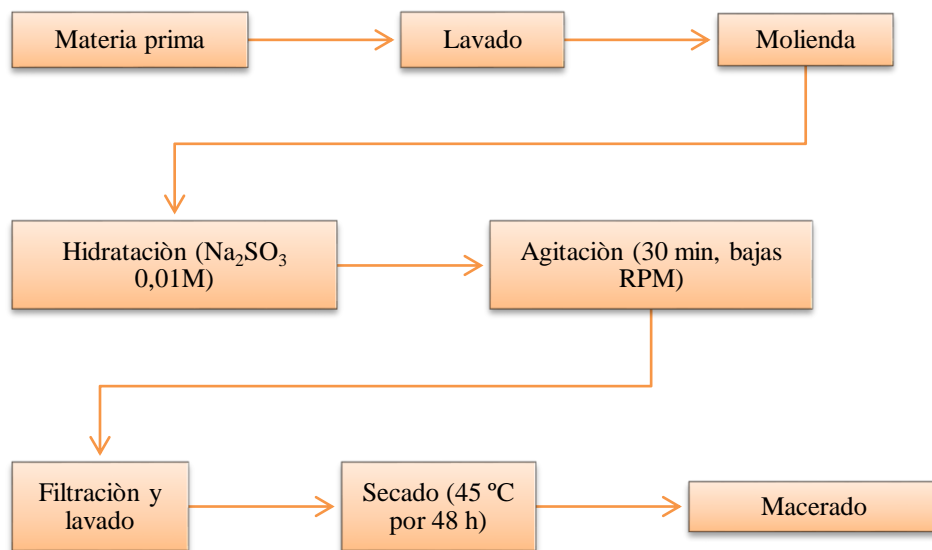 Materia prima
Lavado
Molienda
Hidrataciòn (Na₂SO₃
0,01M)
Agitaciòn (30 min, bajas
RPM)
Filtraciòn y
lavado
Secado (45 ºC
por 48 h)
Macerado